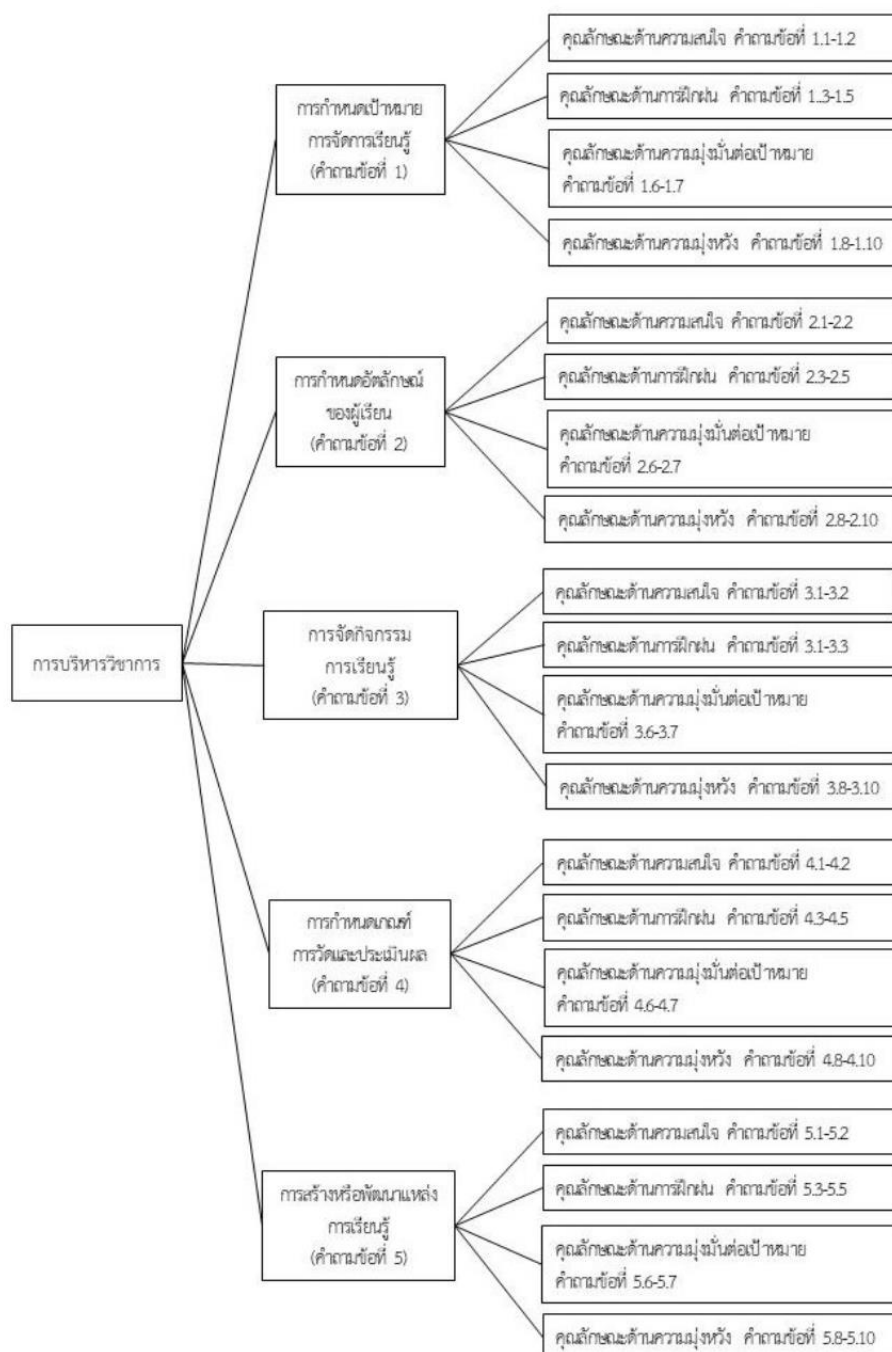 คุณลักษณะด้านความสนใจ คำถามข้อที่ 1.1-1.2
คุณลักษณะด้านการฝึกฝน คำถามข้อที่ 1.3-1.5
การกำหนดเป้าหมาย
การจัดการเรียนรู้
(คำถามข้อที่ 1)
คุณลักษณะด้านความมุ่งมั่นต่อเป้าหมาย
คำถามข้อที่ 1.6-1.7
คุณลักษณะด้านความมุ่งหวัง คำถามข้อที่ 1.8-1.10
คุณลักษณะด้านความสนใจ คำถามข้อที่ 2.1-2.2
คุณลักษณะด้านการฝึกฝน คำถามข้อที่ 2.3-2.5
การกำหนดอัตลักษณ์
ของผู้เรียน
(คำถามข้อที่ 2)
คุณลักษณะด้านความมุ่งมั่นต่อเป้าหมาย
คำถามข้อที่ 2.6-2.7
คุณลักษณะด้านความมุ่งหวัง คำถามข้อที่ 2.8-2.10
การบริหารวิชาการ
คุณลักษณะด้านความสนใจ คำถามข้อที่ 3.1-3.2
คุณลักษณะด้านการฝึกฝน คำถามข้อที่ 3.1-3.3
การจัดกิจกรรม
การเรียนรู้
(คำถามข้อที่ 3)
คุณลักษณะด้านความมุ่งมั่นต่อเป้าหมาย
คำถามข้อที่ 3.6-3.7
คุณลักษณะด้านความมุ่งหวัง คำถามข้อที่ 3.8-3.10
คุณลักษณะด้านความสนใจ คำถามข้อที่ 4.1-4.2
คุณลักษณะด้านการฝึกฝน คำถามข้อที่ 4.3-4.5
การกำหนดเกณฑ์
การวัดและประเมินผล
(คำถามข้อที่ 4)
คุณลักษณะด้านความมุ่งมั่นต่อเป้าหมาย
คำถามข้อที่ 4.6-4.7
คุณลักษณะด้านความมุ่งหวัง คำถามข้อที่ 4.8-4.10
คุณลักษณะด้านความสนใจ คำถามข้อที่ 5.1-5.2
คุณลักษณะด้านการฝึกฝน คำถามข้อที่ 5.3-5.5
การสร้างหรือพัฒนาแหล่ง
การเรียนรู้
(คำถามข้อที่ 5)
คุณลักษณะด้านความมุ่งมั่นต่อเป้าหมาย
คำถามข้อที่ 5.6-5.7
คุณลักษณะด้านความมุ่งหวัง คำถามข้อที่ 5.8-5.10